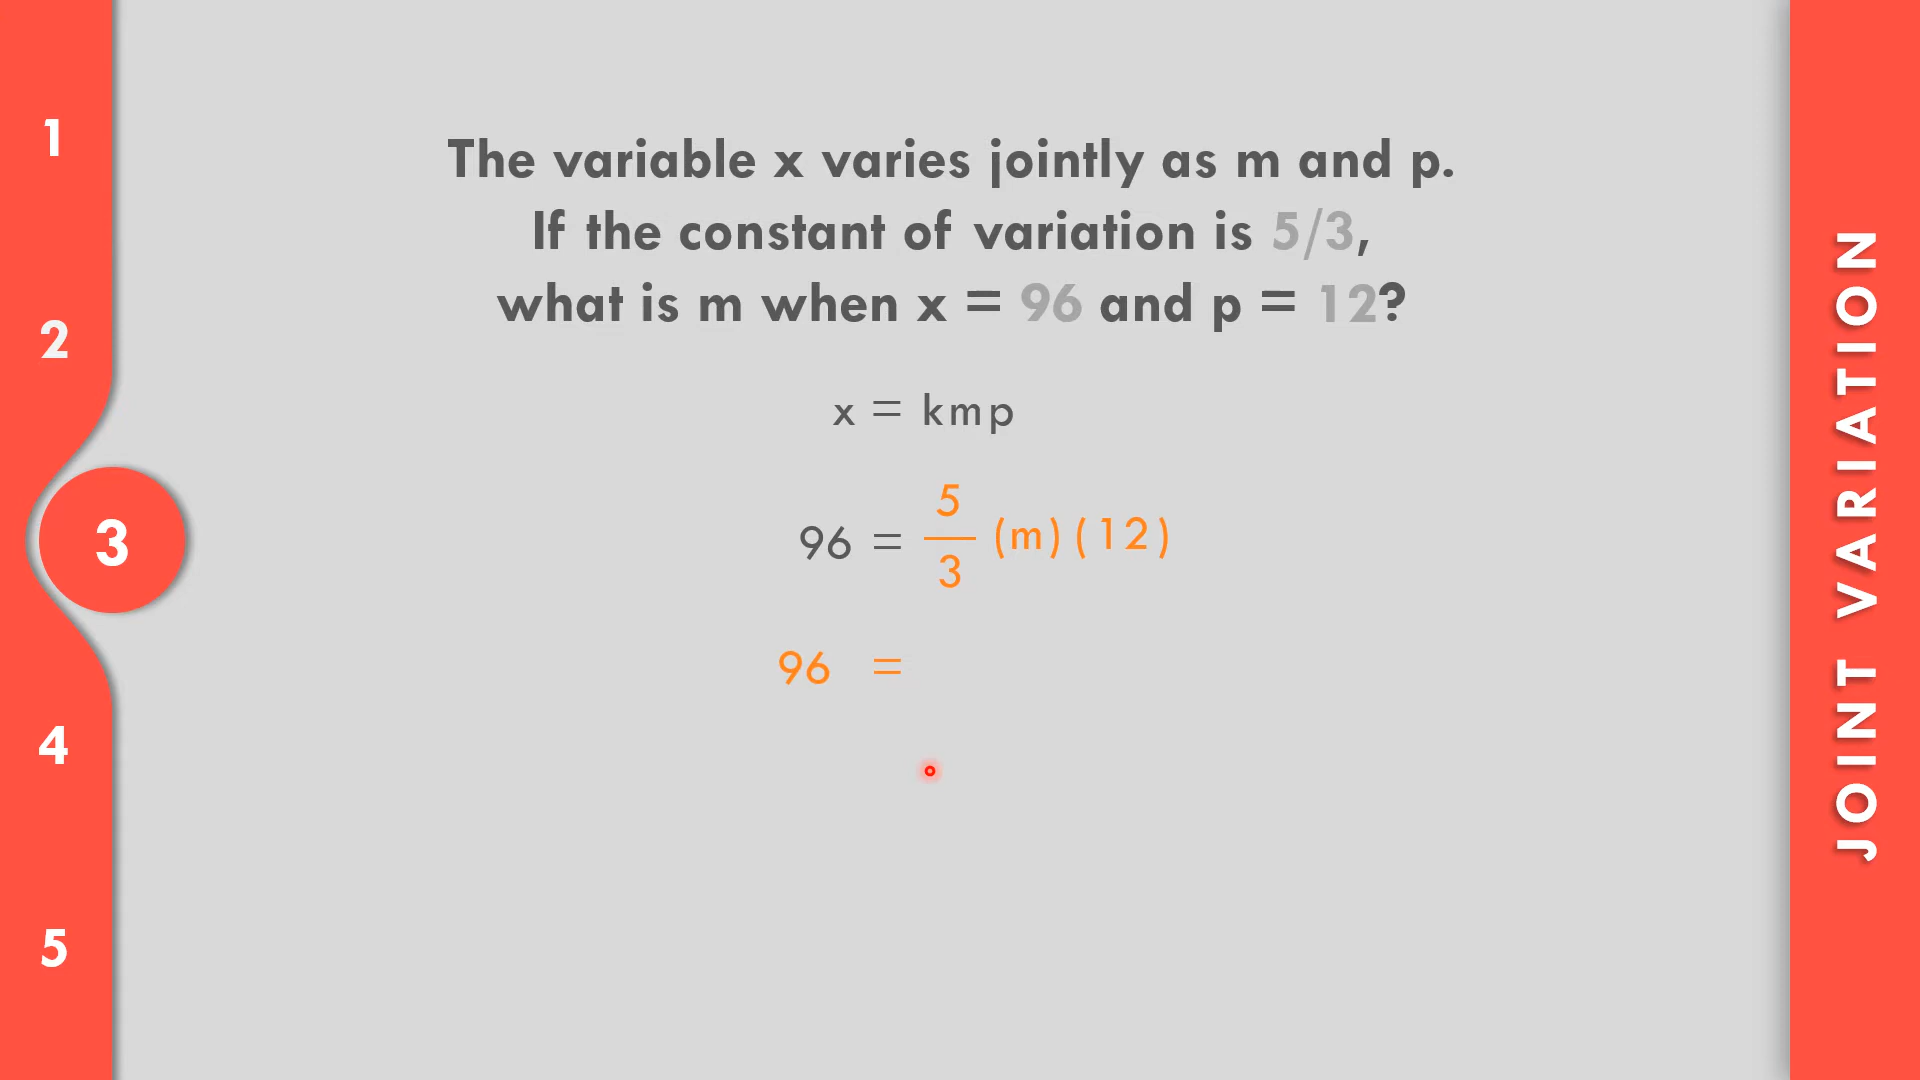 1
2
3
4
5
The variable x varies jointly as m and p.
If the constant of variation is 5/3,
what is m when x = 96 and p = 12?
x = kmp
96 = 5/3 (m)(12)
96 =
JOINT VARIATION